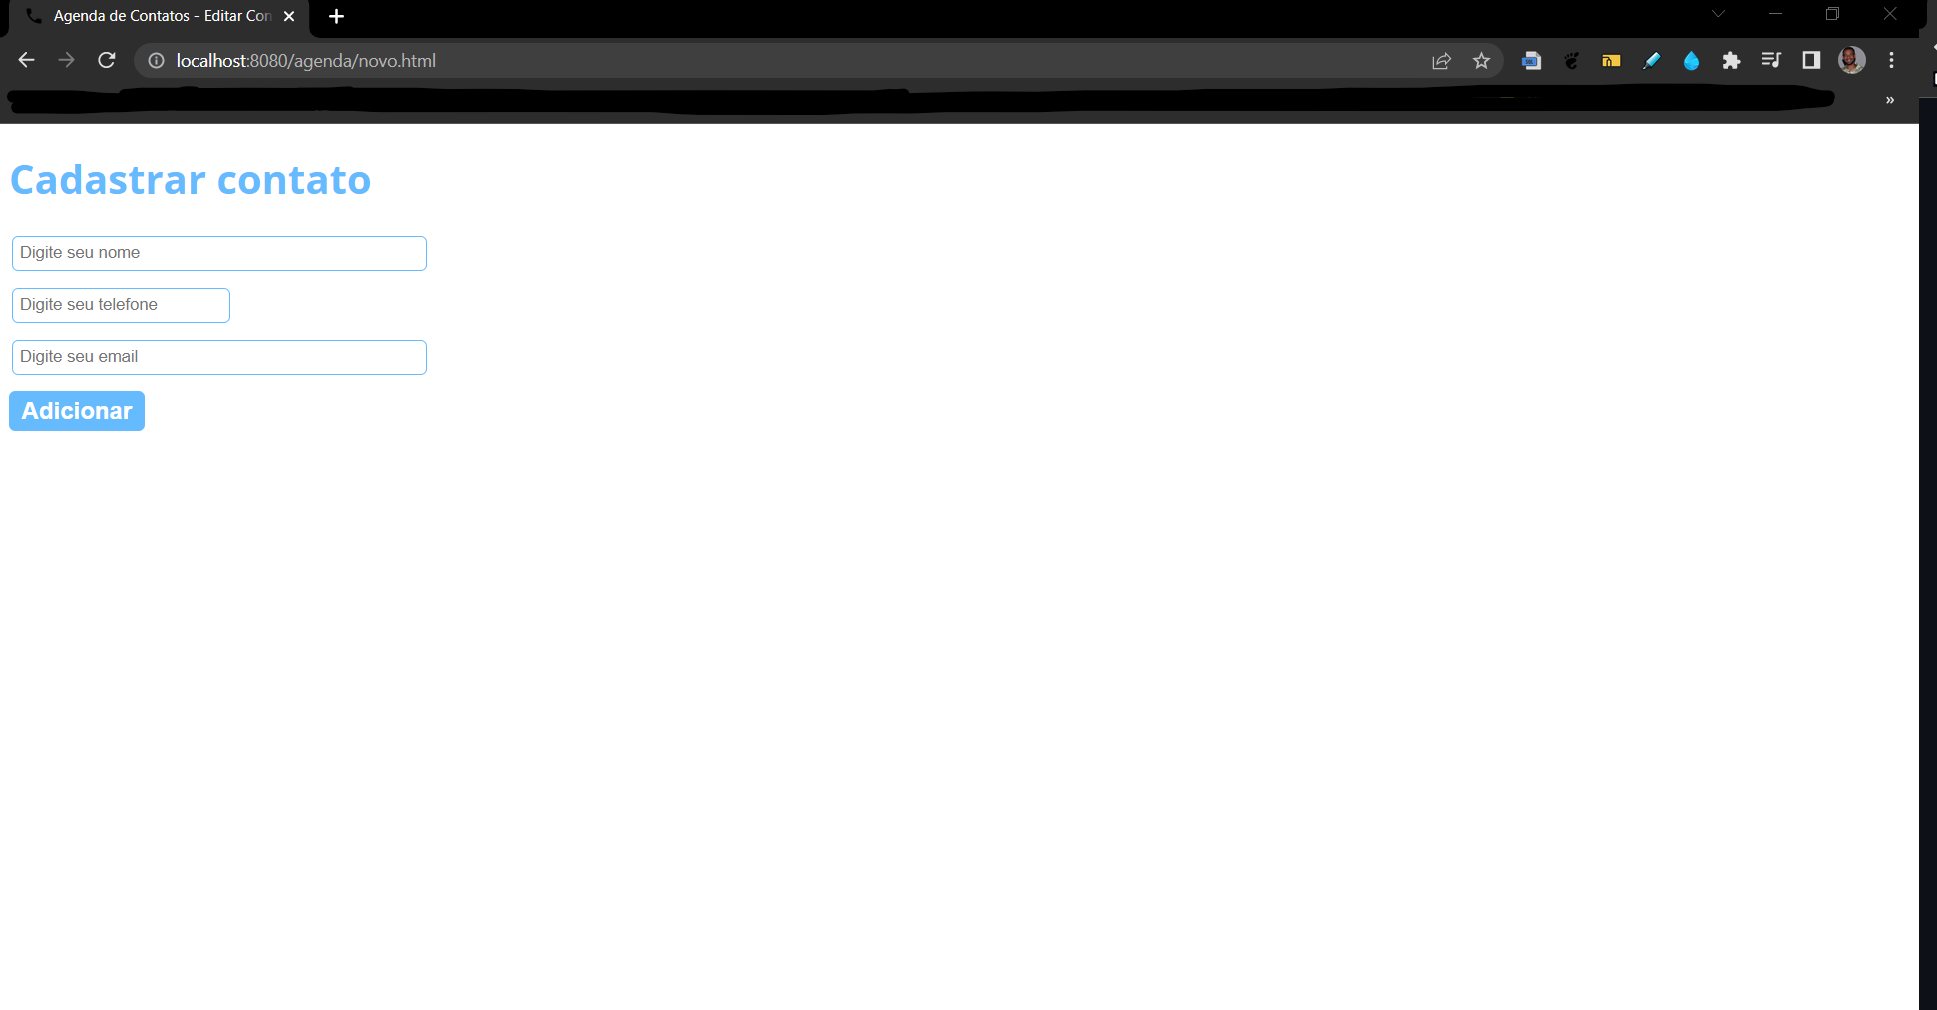 Agenda de Contatos - Editar Con
localhost:8080/agenda/novo.html
»
Cadastrar contato
Digite seu nome
Digite seu telefone
Digite seu email
Adicionar